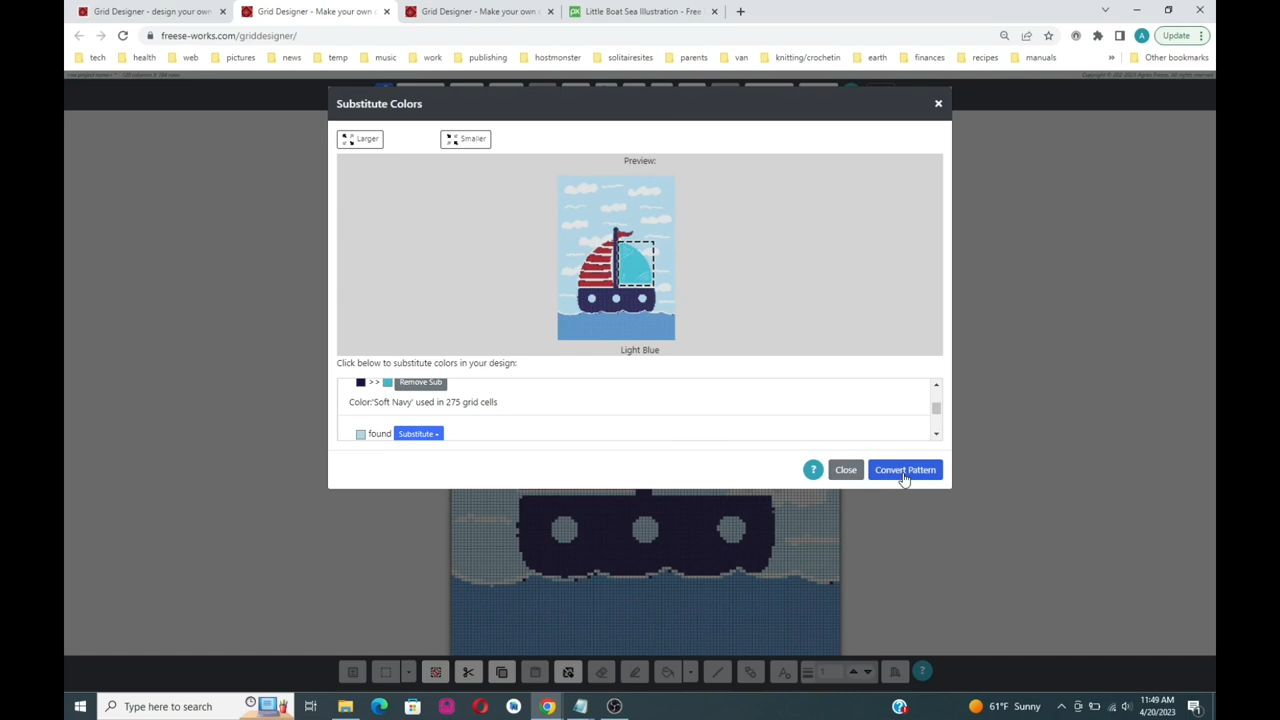 Grid Designer - design your own
Grid Designer - Make your own c
Grid Designer - Make your own c
Little Boat Sea Illustration - Free
freese-works.com/griddesigner/
A
Update
tech
health
web
pictures
news
temp
music
work
publishing
hostmonster
solitairesites
parents
van
knitting/crochetin
earth
finances
recipes
manuals
»
Other bookmarks
Substitute Colors
Larger
Smaller
Preview:
Light Blue
Click below to substitute colors in your design:
>> Remove Sub
Color:'Soft Navy' used in 275 grid cells
found Substitute
?
Close
Convert Pattern
1
?
Type here to search
61°F Sunny
11:49 AM
4/20/2023